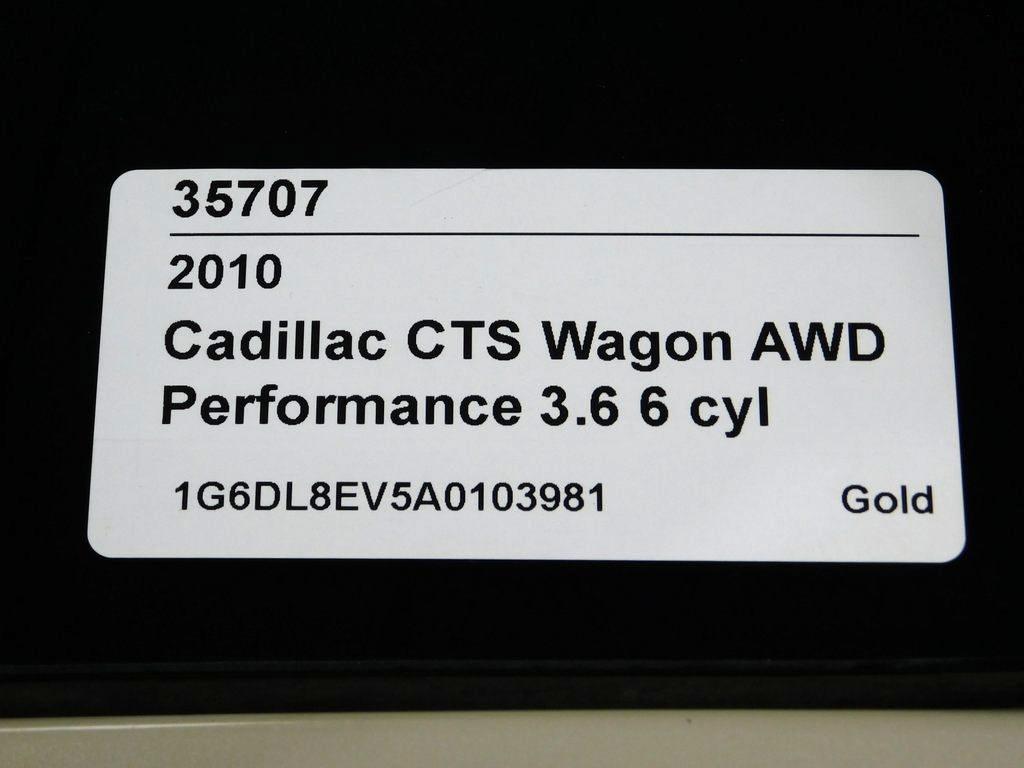 35707
2010
Cadillac CTS Wagon AWD
Performance 3.6 6 cyl
1G6DL8EV5A0103981 Gold